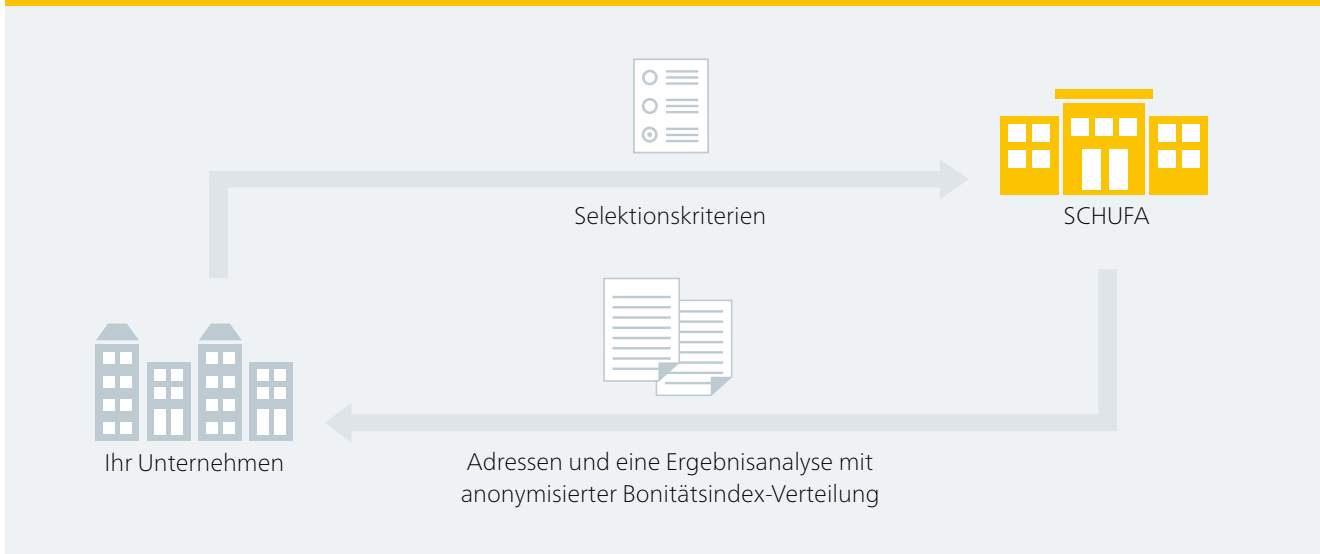 Selektionskriterien
SCHUFA
Ihr Unternehmen
Adressen und eine Ergebnisanalyse mit
anonymisierter Bonitätsindex-Verteilung